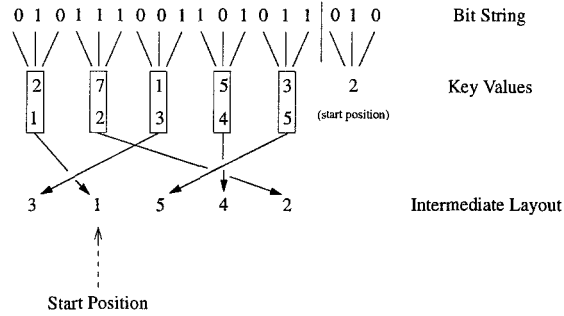 0 1 0 1 1 1 0 0 1 1 0 1 0 1 1 0 1 0 Bit String
2 7 1 5 3 2 Key Values
1 2 3 4 5 (start position)
3 1 5 4 2 Intermediate Layout
Start Position